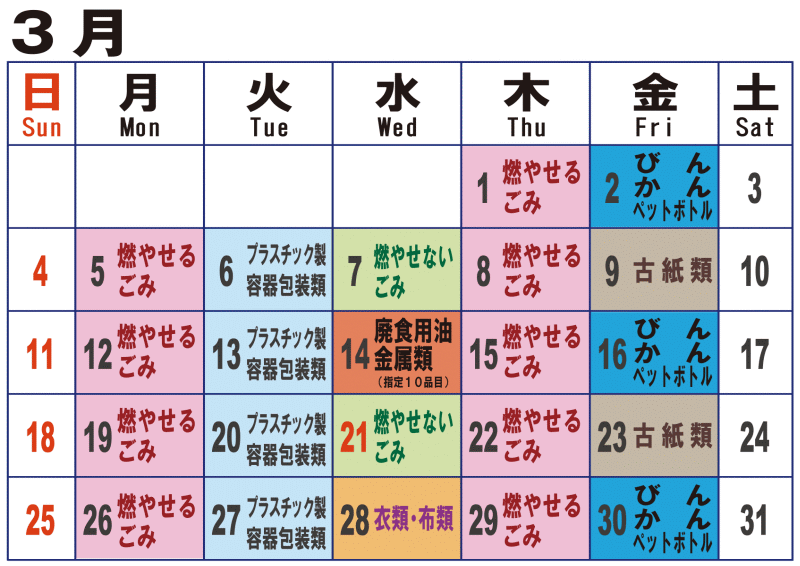 3月
日 月 火 水 木 金 土
Sun Mon Tue Wed Thu Fri Sat
1 燃やせる
ごみ
2 びん
かん
ペットボトル
3
4
5 燃やせる
ごみ
6 プラスチック製
容器包装類
7 燃やせない
ごみ
8 燃やせる
ごみ
9 古紙類
10
11
12 燃やせる
ごみ
13 プラスチック製
容器包装類
14 廃食用油
金属類
(指定10品目)
15 燃やせる
ごみ
16 びん
かん
ペットボトル
17
18
19 燃やせる
ごみ
20 プラスチック製
容器包装類
21 燃やせない
ごみ
22 燃やせる
ごみ
23 古紙類
24
25
26 燃やせる
ごみ
27 プラスチック製
容器包装類
28 衣類・布類
29 燃やせる
ごみ
30 びん
かん
ペットボトル
31